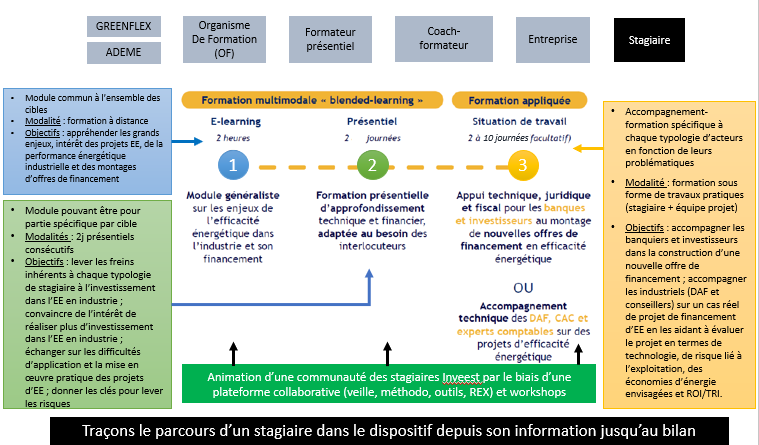 GREENFLEX
ADEME
Organisme
De Formation
(OF)
Formateur
présentiel
Coach-
formateur
Entreprise
Stagiaire
• Module commun à l'ensemble des
cibles
• Modalité : formation à distance
• Objectifs : appréhender les grands
enjeux, intérêt des projets EE, de la
performance énergétique
industrielle et des montages
d'offres de financement
• Module pouvant être pour
partie spécifique par cible
• Modalités : 2j présentiels
consécutifs
• Objectifs : lever les freins
inhérents à chaque typologie
de stagiaire à l'investissement
dans l'EE en industrie ;
convaincre de l'intérêt de
réaliser plus d'investissement
dans l'EE en industrie ;
échanger sur les difficultés
d'application et la mise en
œuvre pratique des projets
d'EE ; donner les clés pour lever
les risques
Formation multimodale « blended-learning »
E-learning
2 heures
1
Module généraliste
sur les enjeux de
l'efficacité
énergétique dans
l'industrie et son
financement
Présentiel
2 journées
2
Formation présentielle
d'approfondissement
technique et financier,
adaptée au besoin des
interlocuteurs
Formation appliquée
Situation de travail
2 à 10 journées facultatif)
3
Appui technique, juridique
et fiscal pour les banques
et investisseurs au montage
de nouvelles offres de
financement en efficacité
énergétique
OU
Accompagnement
technique des DAF, CAC et
experts comptables sur des
projets d'efficacité
énergétique
• Accompagnement-
formation spécifique à
chaque typologie d'acteurs
en fonction de leurs
problématiques
• Modalité : formation sous
forme de travaux pratiques
(stagiaire + équipe projet)
• Objectifs : accompagner les
banquiers et investisseurs
dans la construction d'une
nouvelle offre de
financement ; accompagner
les industriels (DAF et
conseillers) sur un cas réel
de projet de financement
d'EE en les aidant à évaluer
le projet en termes de
technologie, de risque lié à
l'exploitation, des
économies d'énergie
envisagées et ROI/TRI.
Animation d'une communauté des stagiaires Inveest par le biais d'une
plateforme collaborative (veille, méthodo, outils, REX) et workshops
Traçons le parcours d'un stagiaire dans le dispositif depuis son information jusqu'au bilan